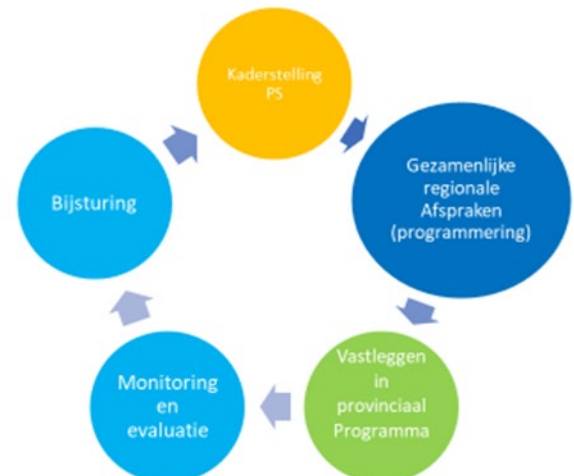 Kaderstelling
PS
Gezamenlijke
regionale
Afspraken
(programmering)
Vastleggen
in
provinciaal
Programma
Monitoring
en
evaluatie
Bijsturing